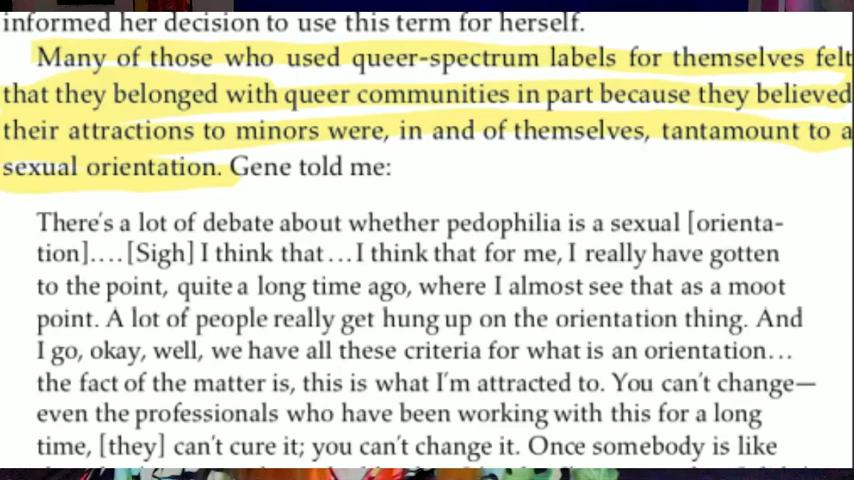 informed her decision to use this term for herself.
Many of those who used queer-spectrum labels for themselves felt
that they belonged with queer communities in part because they believed
their attractions to minors were, in and of themselves, tantamount to a
sexual orientation. Gene told me:
There's a lot of debate about whether pedophilia is a sexual [orienta-
tion]....[Sigh] I think that...I think that for me, I really have gotten
to the point, quite a long time ago, where I almost see that as a moot
point. A lot of people really get hung up on the orientation thing. And
I go, okay, well, we have all these criteria for what is an orientation...
the fact of the matter is, this is what I'm attracted to. You can't change—
even the professionals who have been working with this for a long
time, [they] can't cure it; you can't change it. Once somebody is like